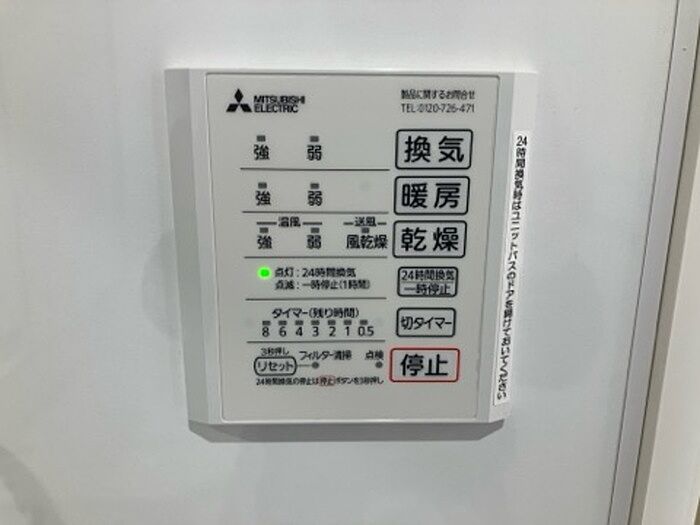 MITSUBISHI
ELECTRIC
製品に関するお問合せ
TEL:0120-726-471
強 弱 換気
強 弱 暖房
温風 送風
強 弱 風乾燥 乾燥
点灯:24時間換気
点滅:一時停止(1時間)
24時間換気
一時停止
タイマー(残り時間)
8 6 4 3 2 1 0.5
切タイマー
3秒押し
リセット フィルター清掃 点検
停止
24時間換気の停止は停止ボタンを3秒押し
24時間換気時はユニットバスのドアを開けておいてください